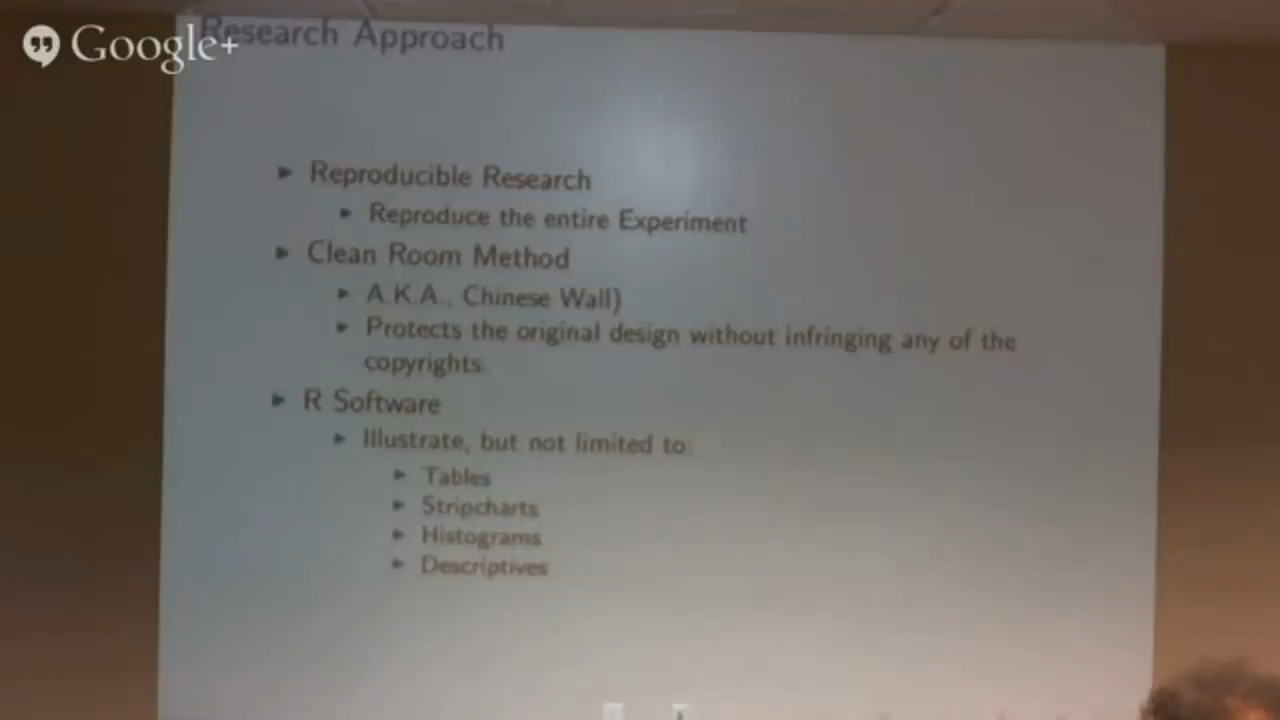 Google+
Research Approach
Reproducible Research
Reproduce the entire Experiment
Clean Room Method
A.K.A., Chinese Wall)
Protects the original design without infringing any of the
copyrights.
R Software
Illustrate, but not limited to:
Tables
Stripcharts
Histograms
Descriptives